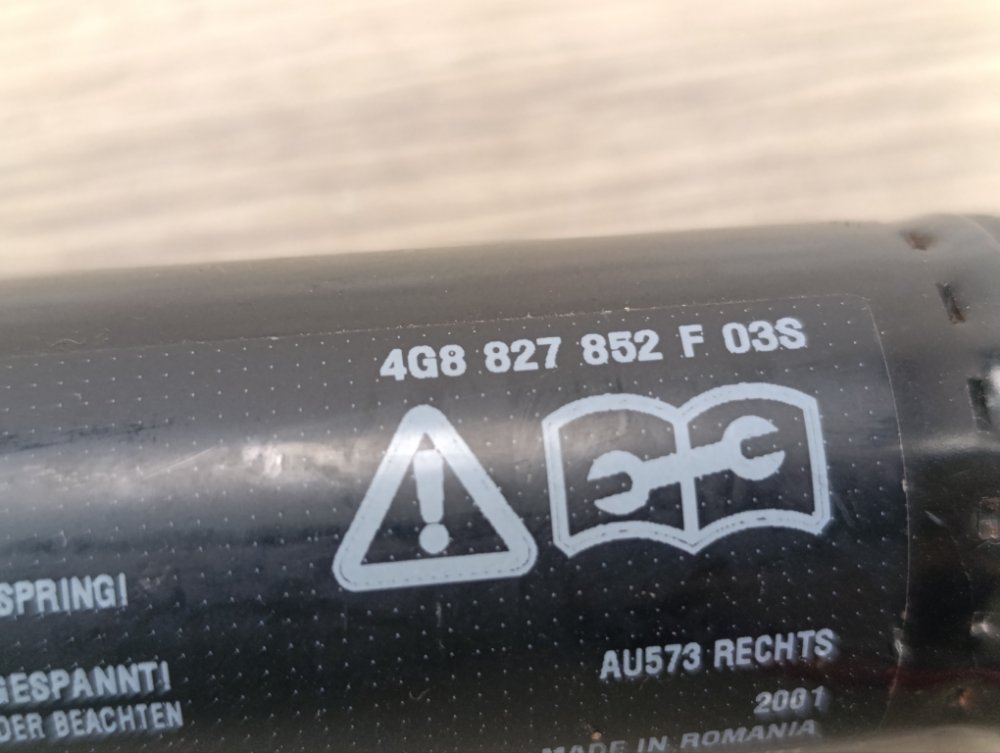 4G8 827 852 F 03S
SPRING!
GESPANNT!
DER BEACHTEN
AU573 RECHTS
2001
MADE IN ROMANIA